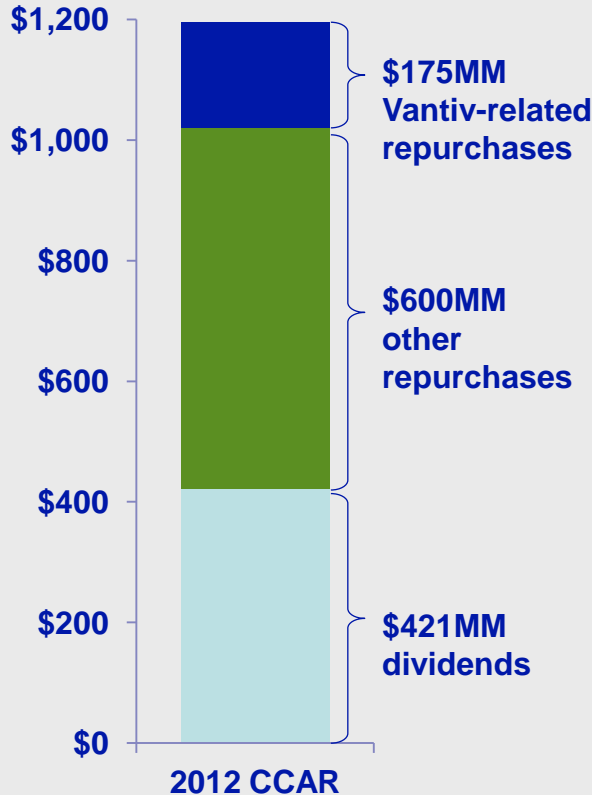 $1,200
$1,000
$800
$600
$400
$200
$0
$175MM
Vantiv-related
repurchases
$600MM
other
repurchases
$421MM
dividends
2012 CCAR